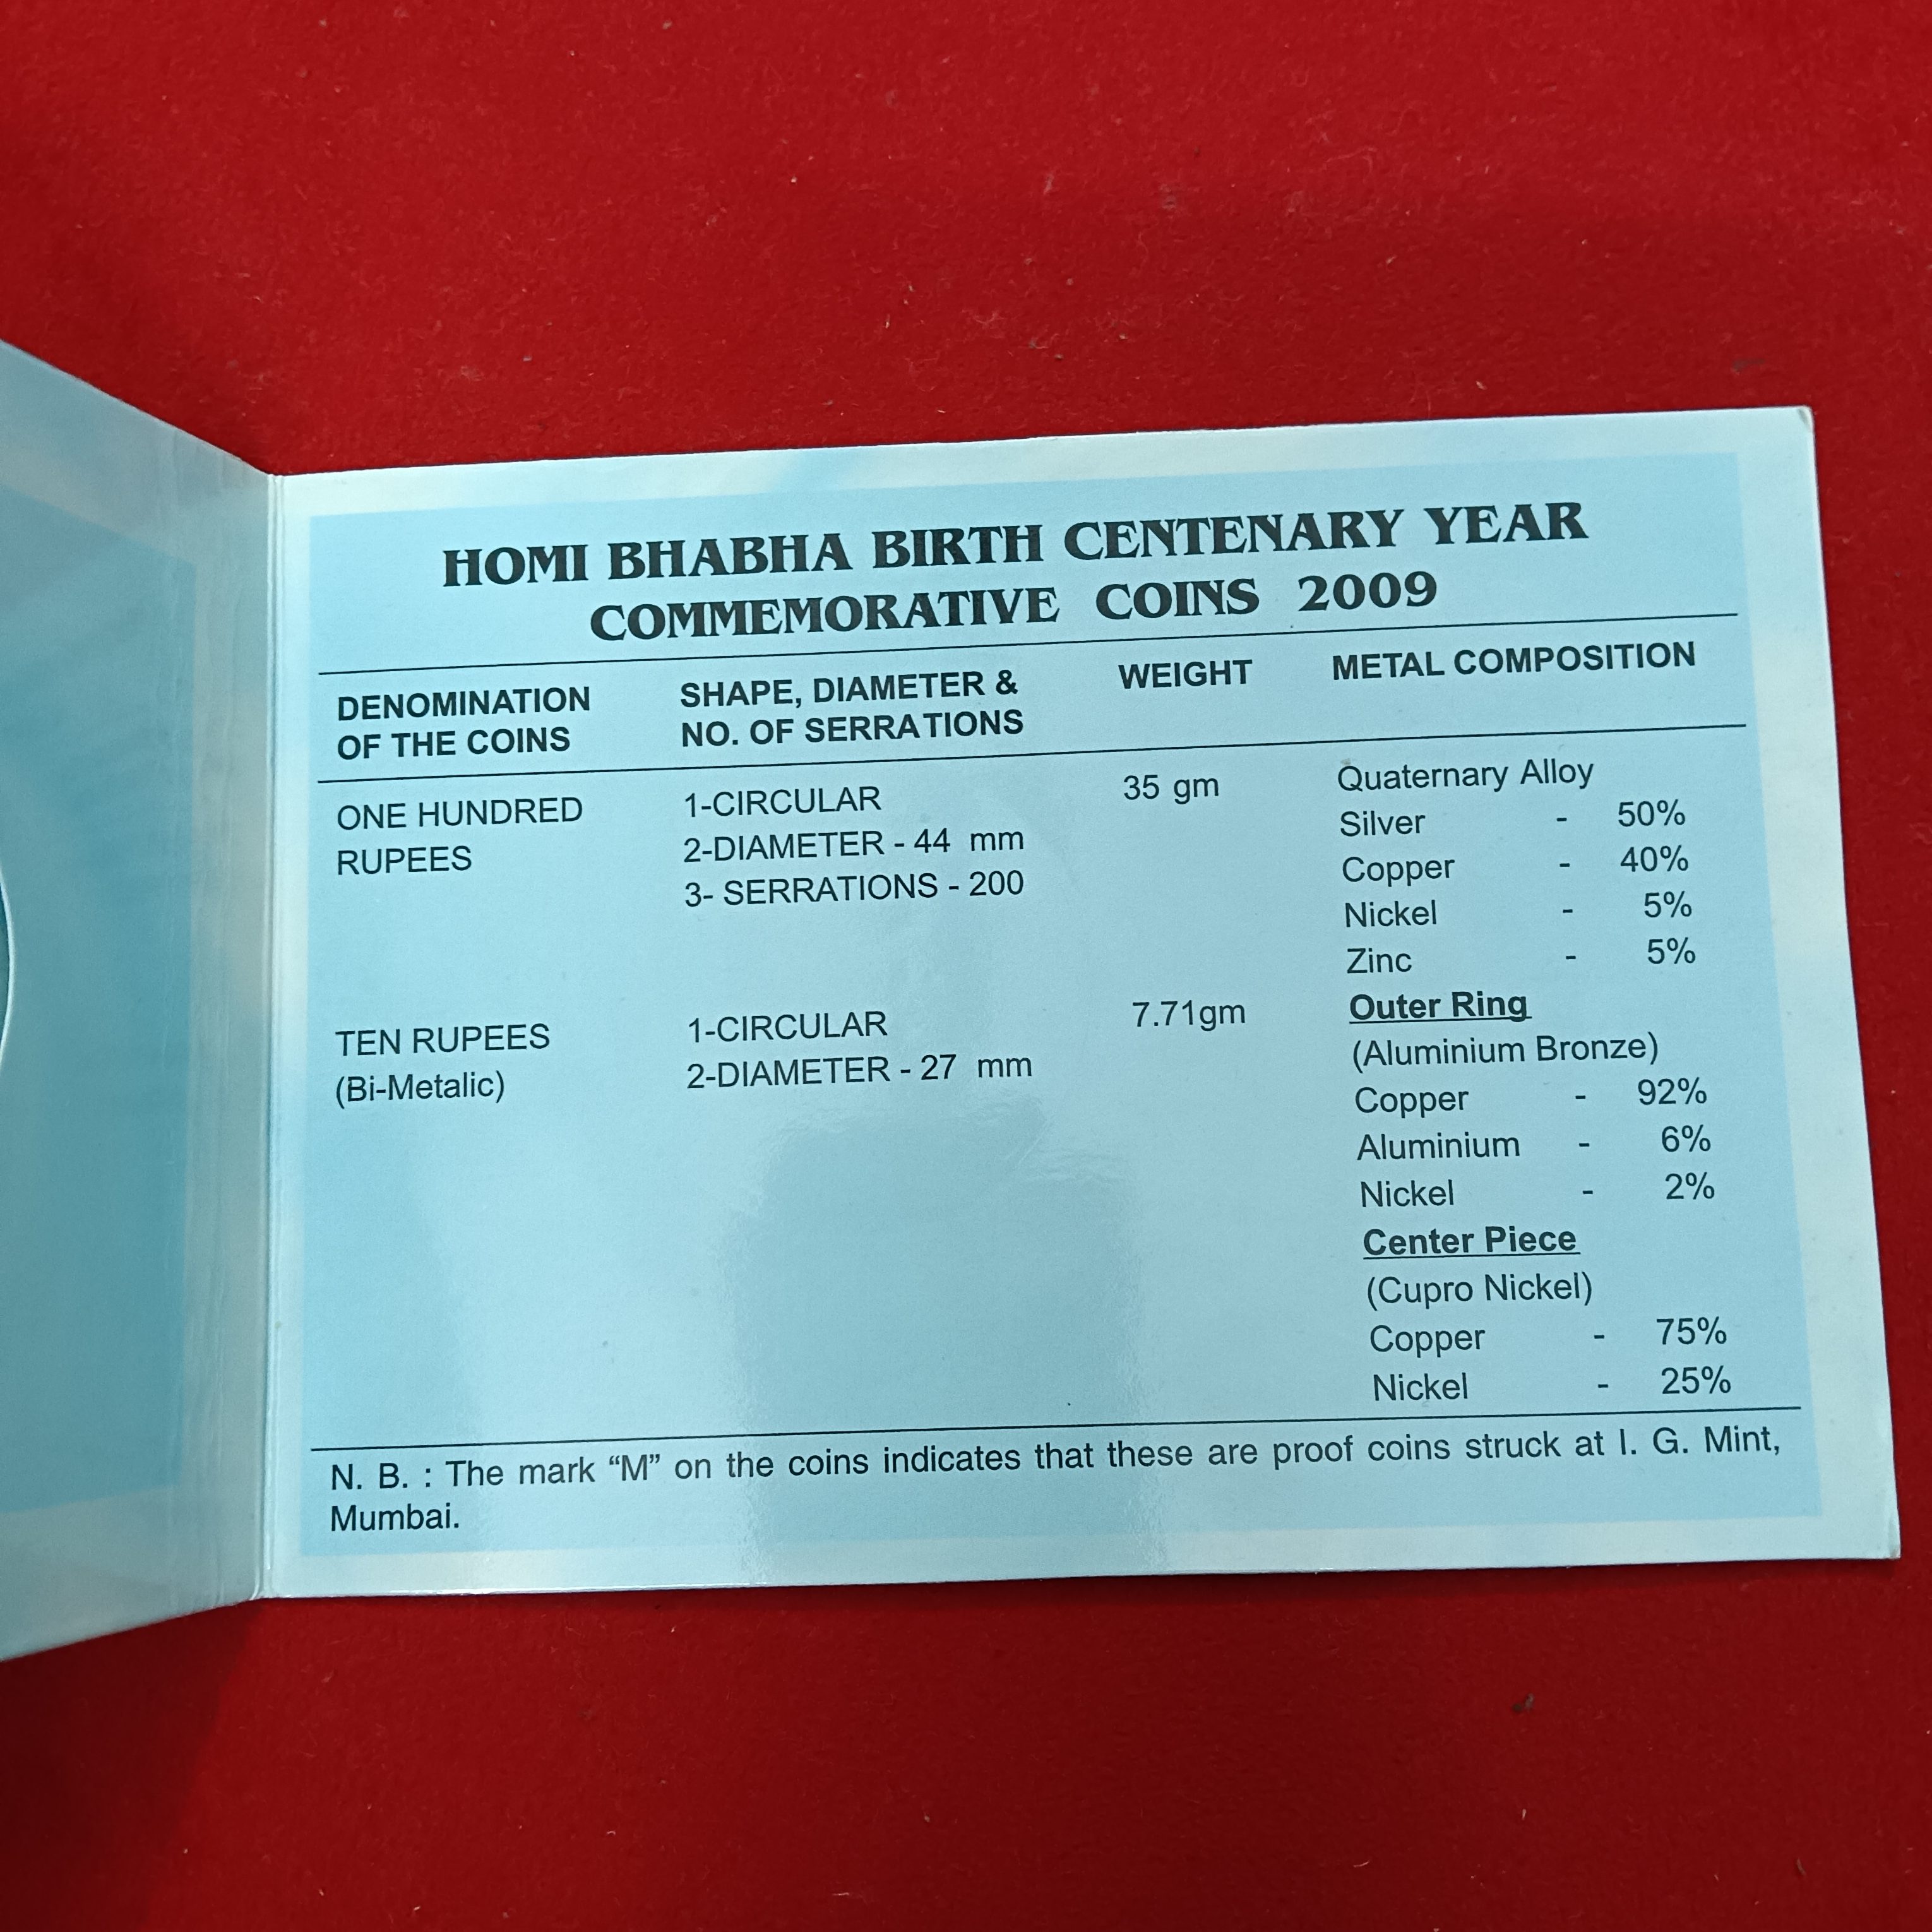 HOMI BHABHA BIRTH CENTENARY YEAR
COMMEMORATIVE COINS 2009
DENOMINATION OF THE COINS
SHAPE, DIAMETER & NO. OF SERRATIONS
WEIGHT
METAL COMPOSITION
ONE HUNDRED RUPEES
1-CIRCULAR
2-DIAMETER - 44 mm
3- SERRATIONS - 200
35 gm
Quaternary Alloy
Silver - 50%
Copper - 40%
Nickel - 5%
Zinc - 5%
TEN RUPEES
(Bi-Metalic)
1-CIRCULAR
2-DIAMETER - 27 mm
7.71gm
Outer Ring
(Aluminium Bronze)
Copper - 92%
Aluminium - 6%
Nickel - 2%
Center Piece
(Cupro Nickel)
Copper - 75%
Nickel - 25%
N. B. : The mark “M” on the coins indicates that these are proof coins struck at I. G. Mint,
Mumbai.